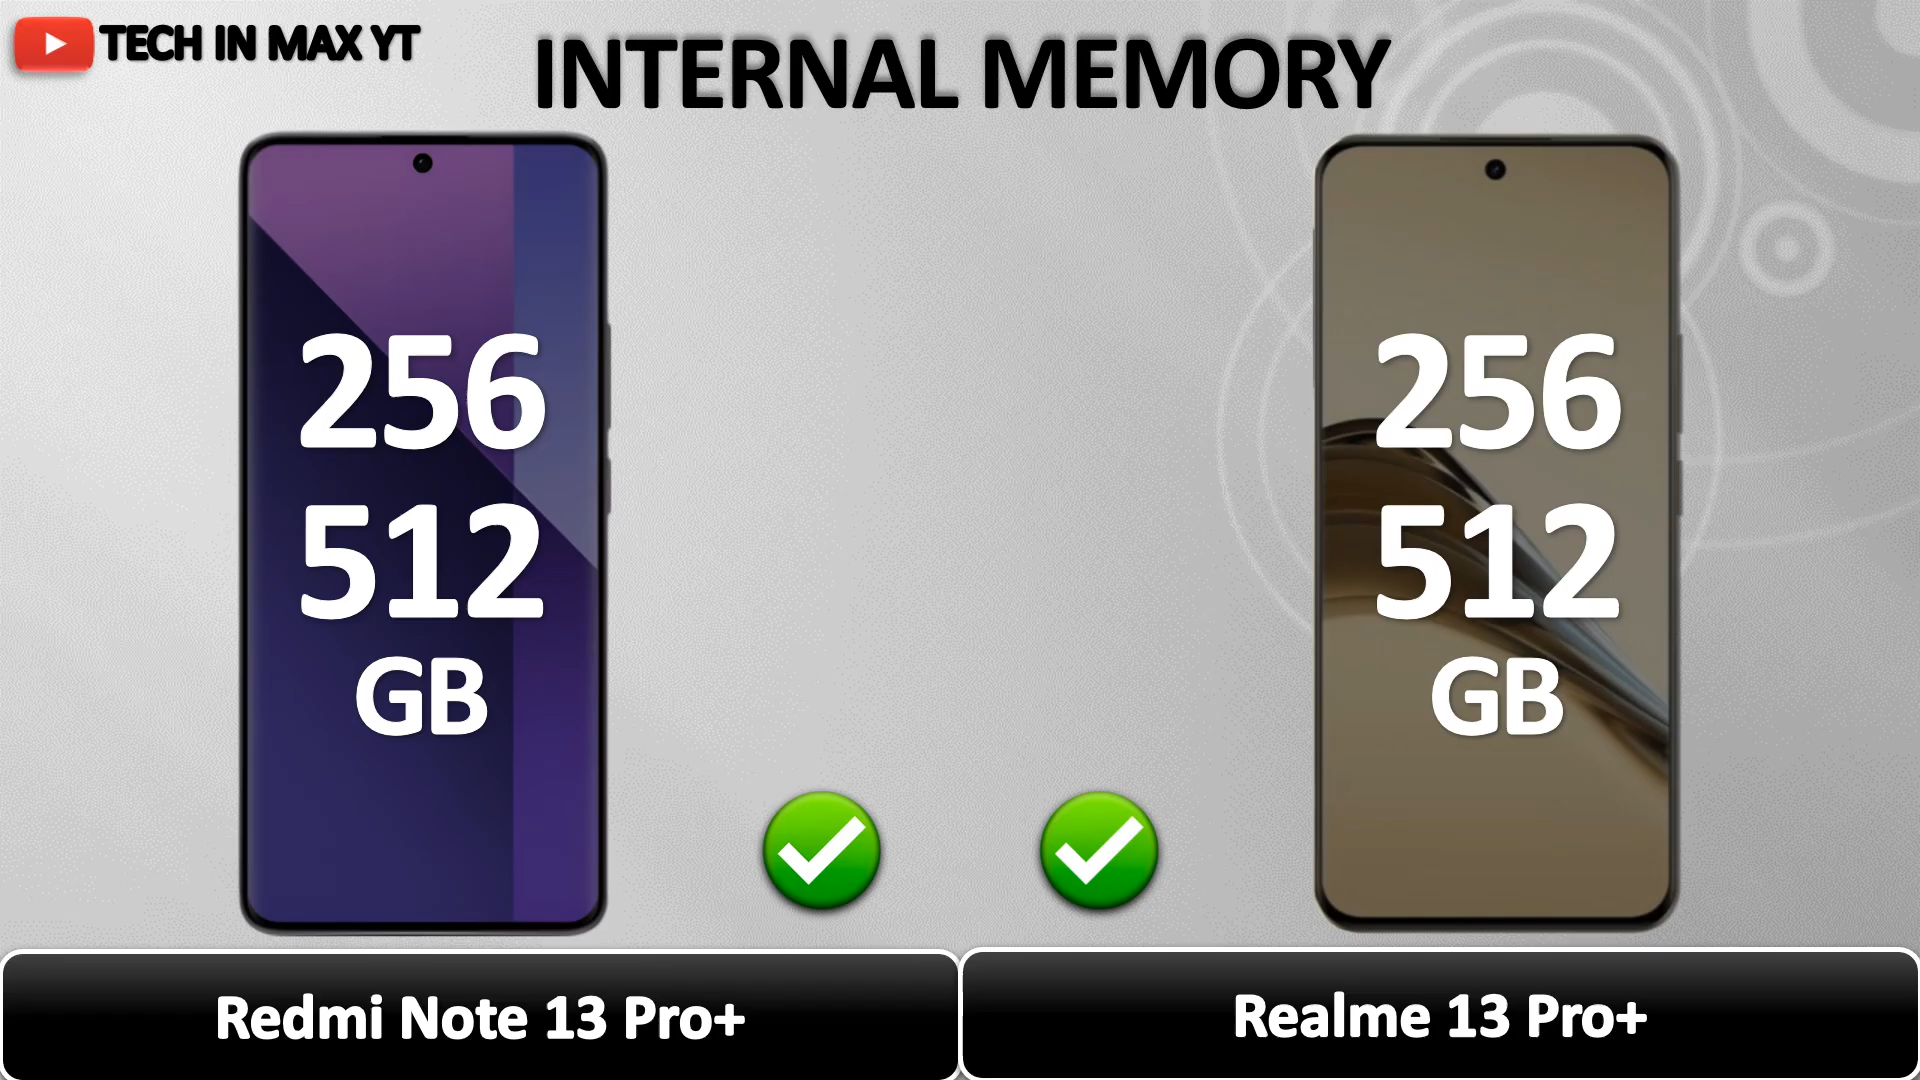 TECH IN MAX YT
INTERNAL MEMORY
256
512
GB
256
512
GB
Redmi Note 13 Pro+
Realme 13 Pro+